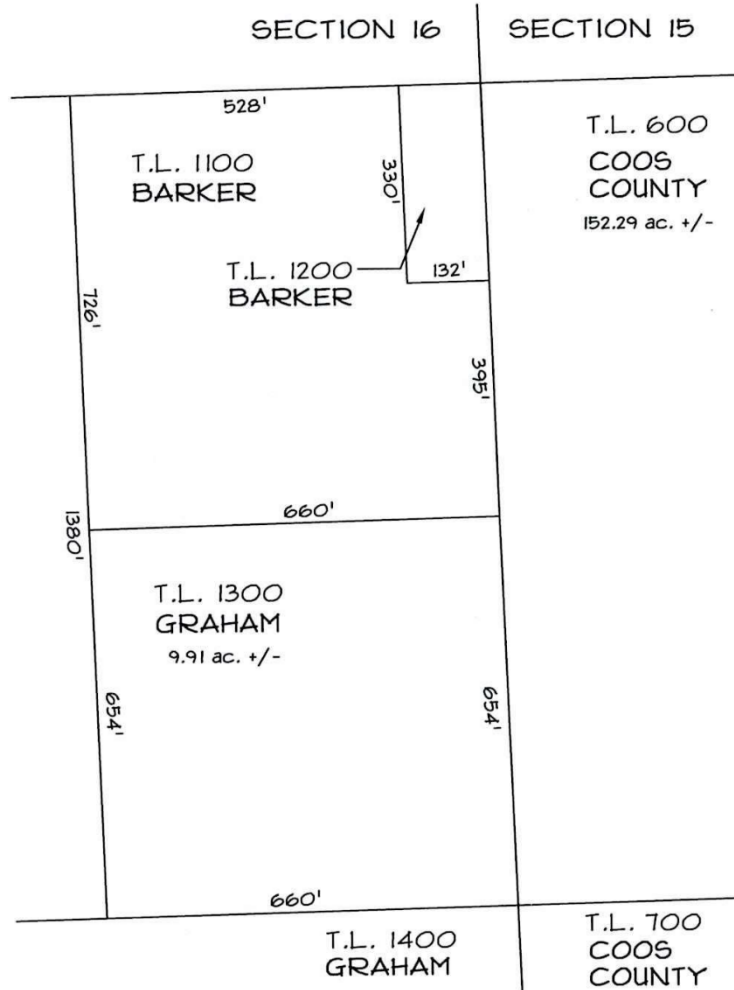 SECTION 16
SECTION 15
528'
T.L. 1100
BARKER
330'
T.L. 600
COOS
COUNTY
152.29 ac. +/-
T.L. 1200
BARKER
132'
726'
395'
660'
1380'
T.L. 1300
GRAHAM
9.91 ac. +/-
654'
654'
660'
T.L. 1400
GRAHAM
T.L. 700
COOS
COUNTY